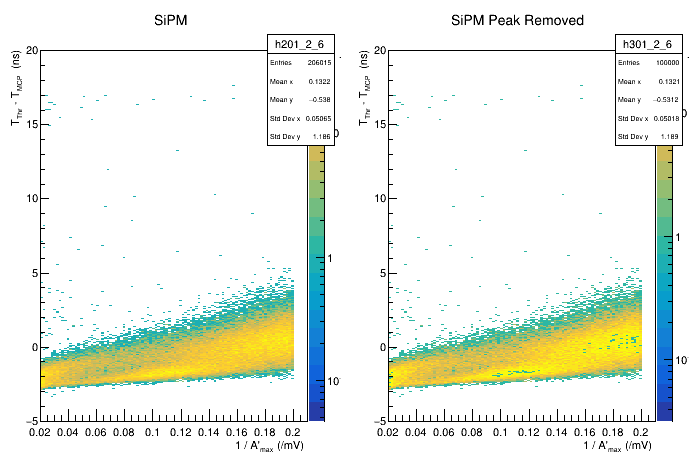 SiPM
h201_2_6
Entries 206015
Mean x 0.1322
Mean y −0.538
Std Dev x 0.05065
Std Dev y 1.186
T_Thr - T_MCP (ns)
20
15
10
5
0
−5
0.02 0.04 0.06 0.08 0.1 0.12 0.14 0.16 0.18 0.2
1 / A'_max (/mV)
1
10
SiPM Peak Removed
h301_2_6
Entries 100000
Mean x 0.1321
Mean y −0.5312
Std Dev x 0.05018
Std Dev y 1.189
T_Thr - T_MCP (ns)
20
15
10
5
0
−5
0.02 0.04 0.06 0.08 0.1 0.12 0.14 0.16 0.18 0.2
1 / A'_max (/mV)
1
10